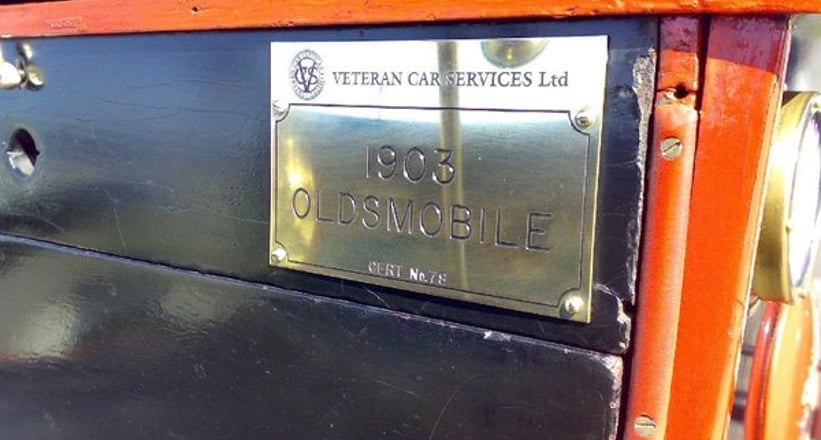 VETERAN CAR SERVICES Ltd
1903
OLDSMOBILE
CERT No. 78